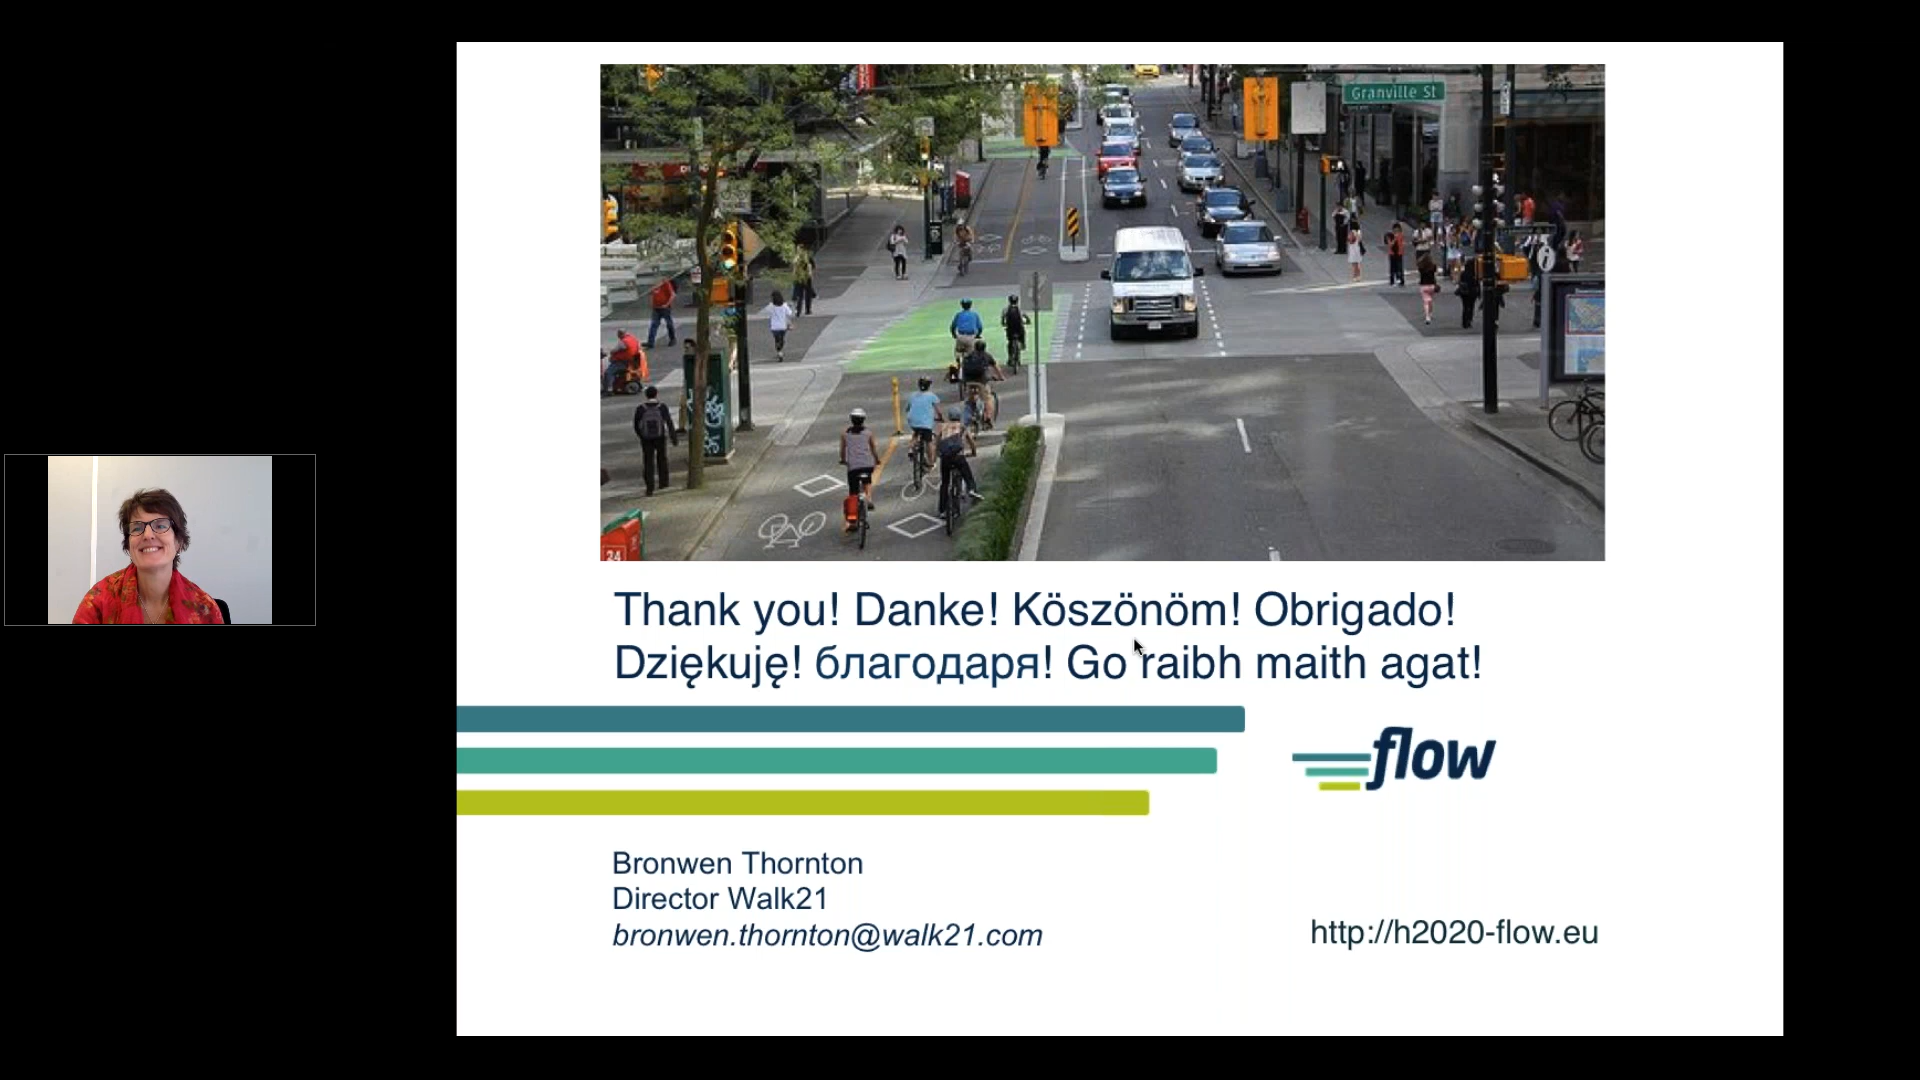 Granville St
24
Thank you! Danke! Köszönöm! Obrigado!
Dziękuję! благодаря! Go raibh maith agat!
flow
Bronwen Thornton
Director Walk21
bronwen.thornton@walk21.com
http://h2020-flow.eu